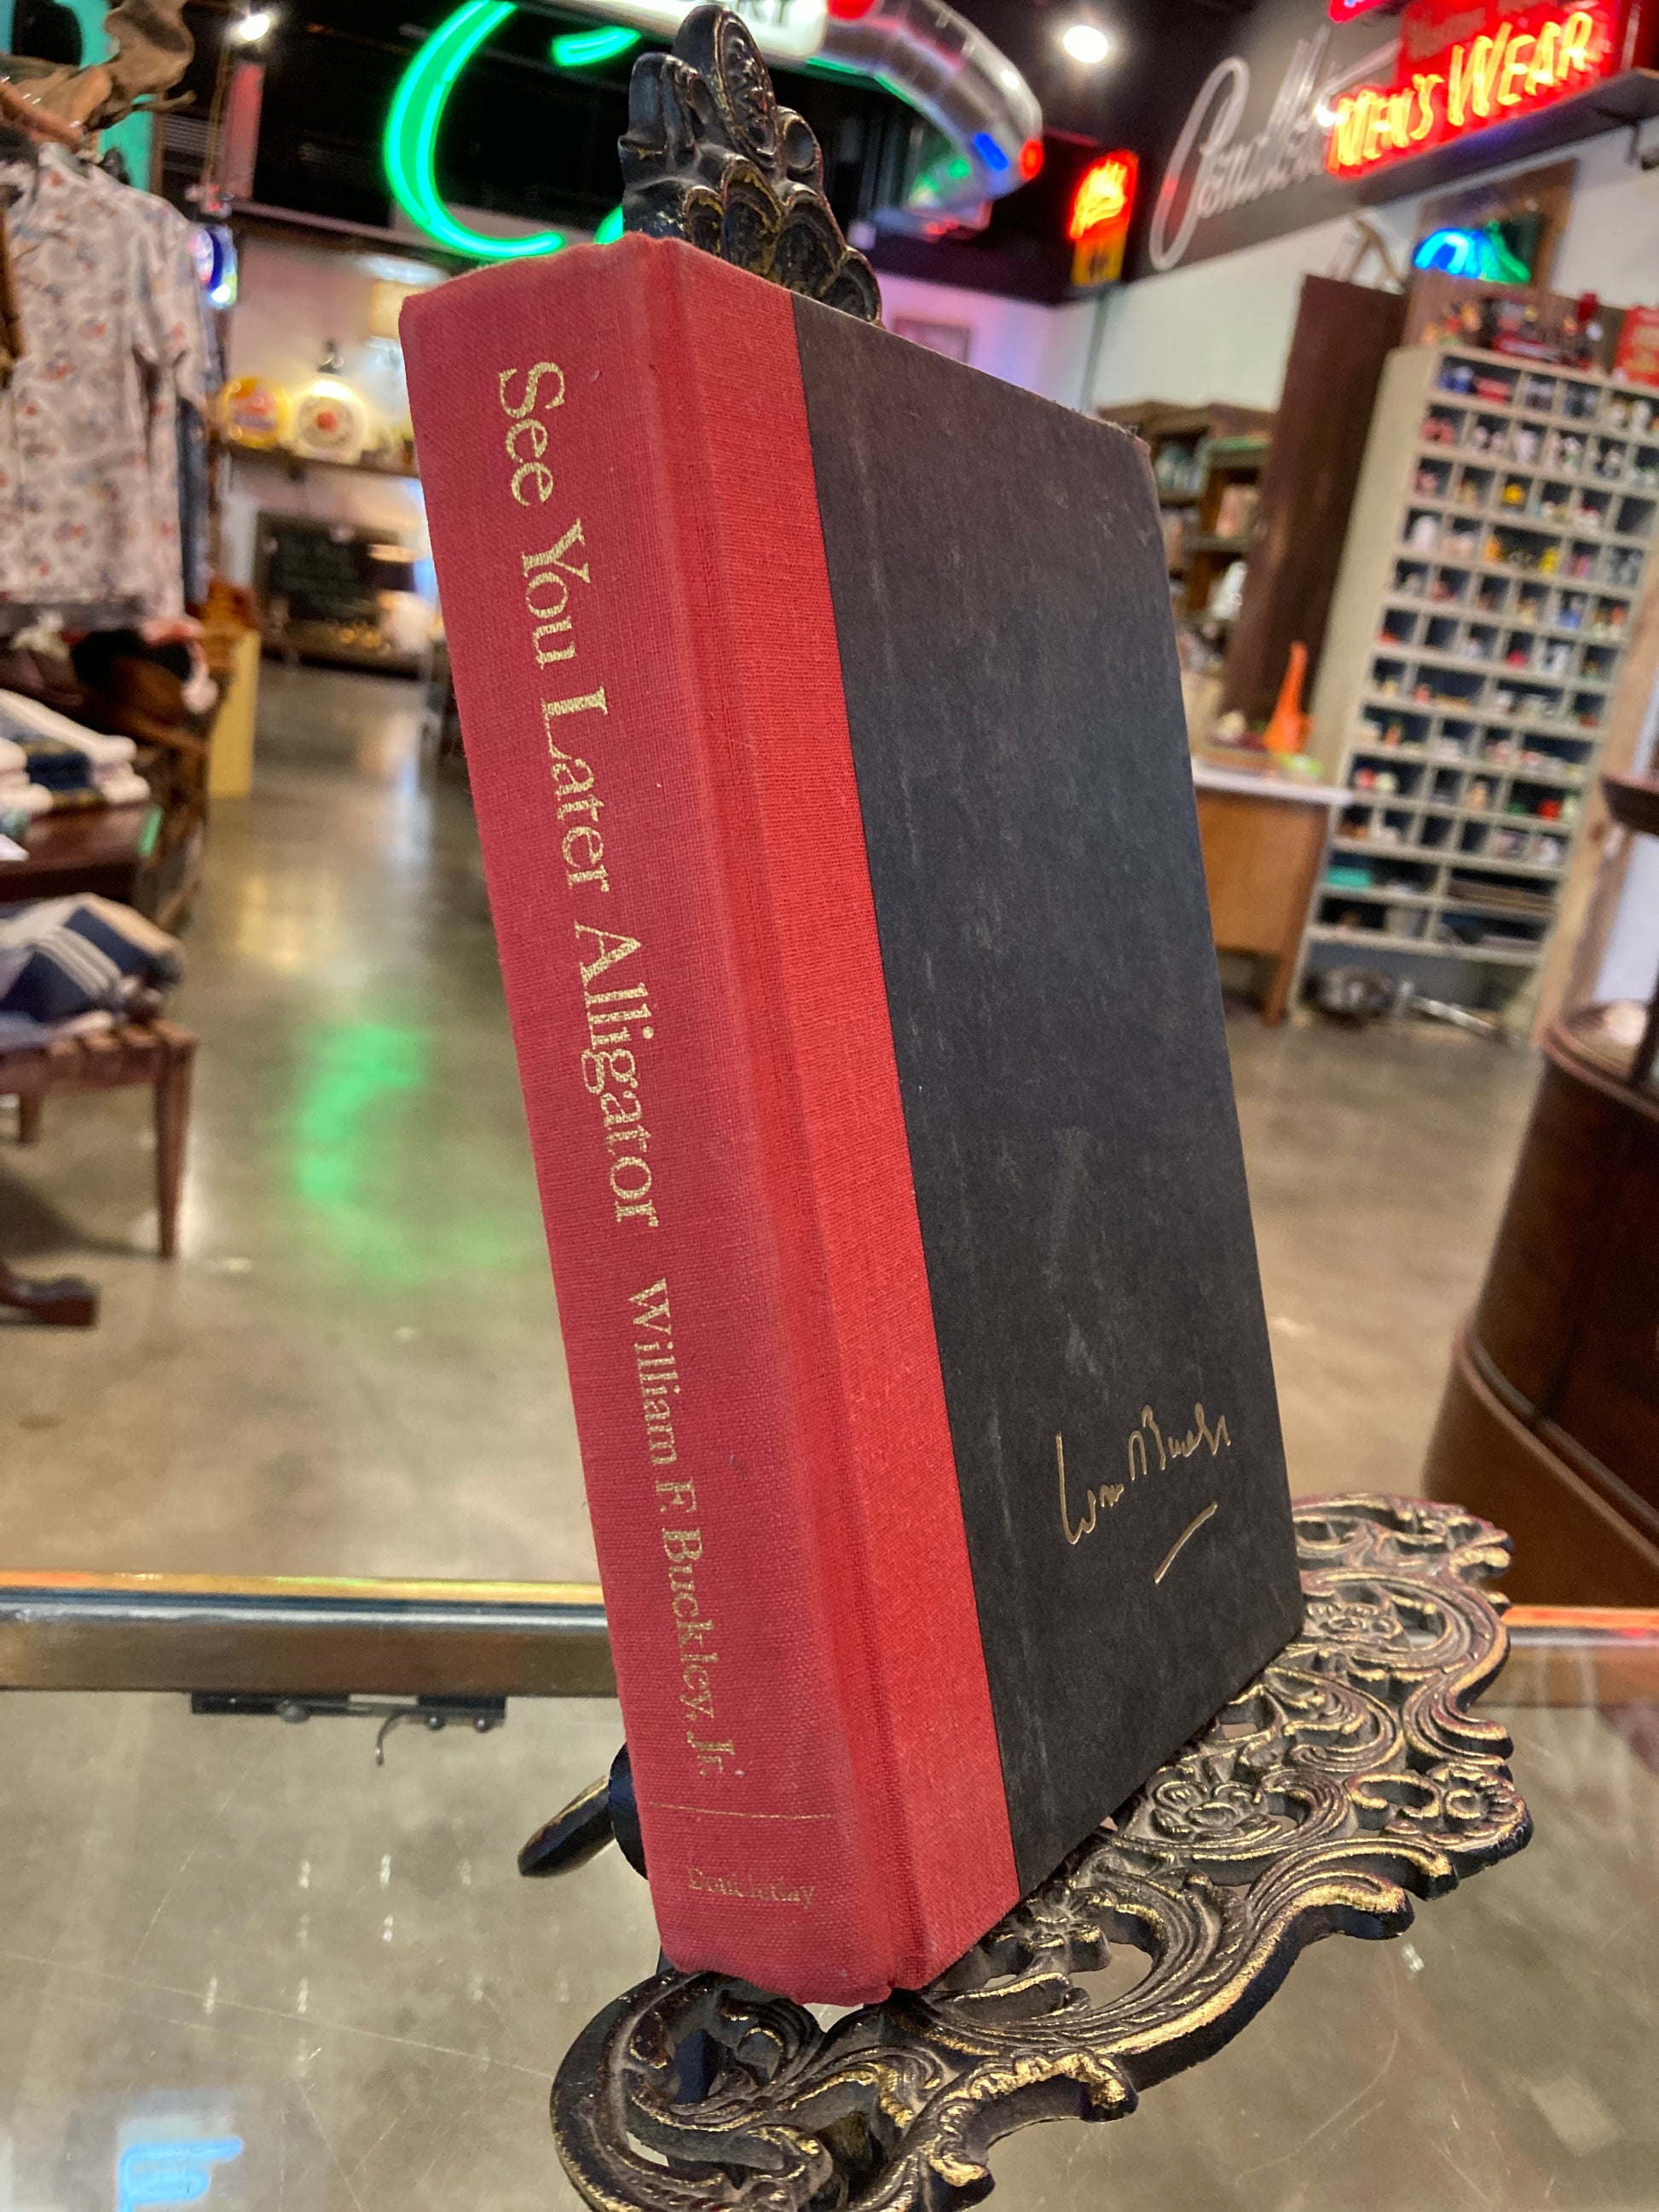 MEN'S WEAR
See You Later Alligator
William F. Buckley, Jr.
Doubleday